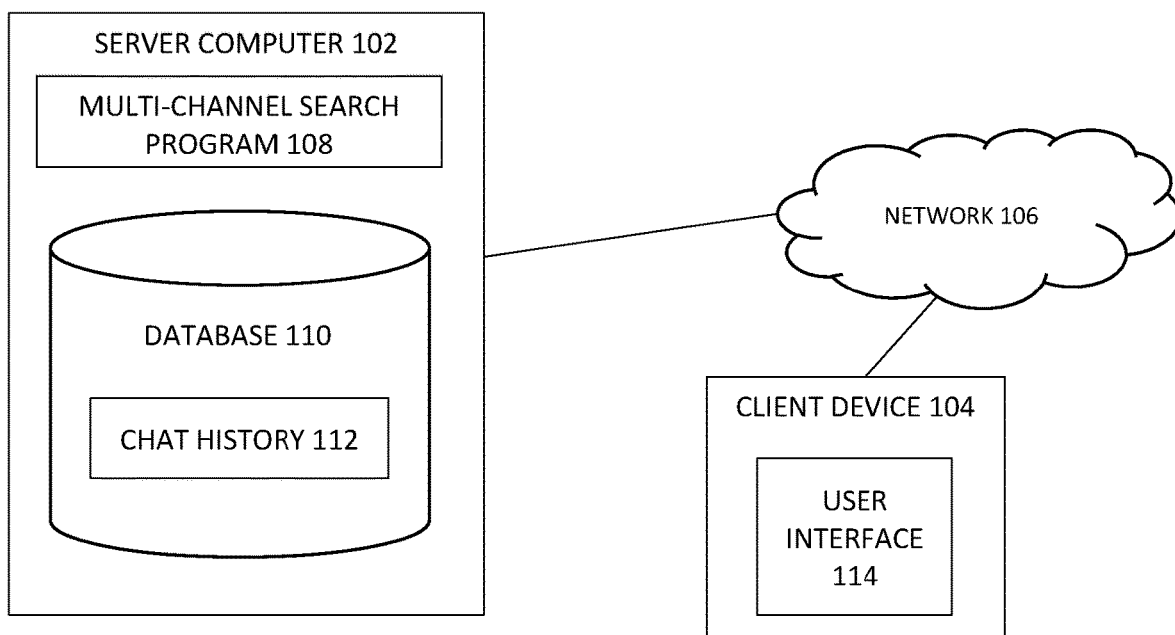 SERVER COMPUTER 102
MULTI-CHANNEL SEARCH
PROGRAM 108
DATABASE 110
CHAT HISTORY 112
NETWORK 106
CLIENT DEVICE 104
USER
INTERFACE
114